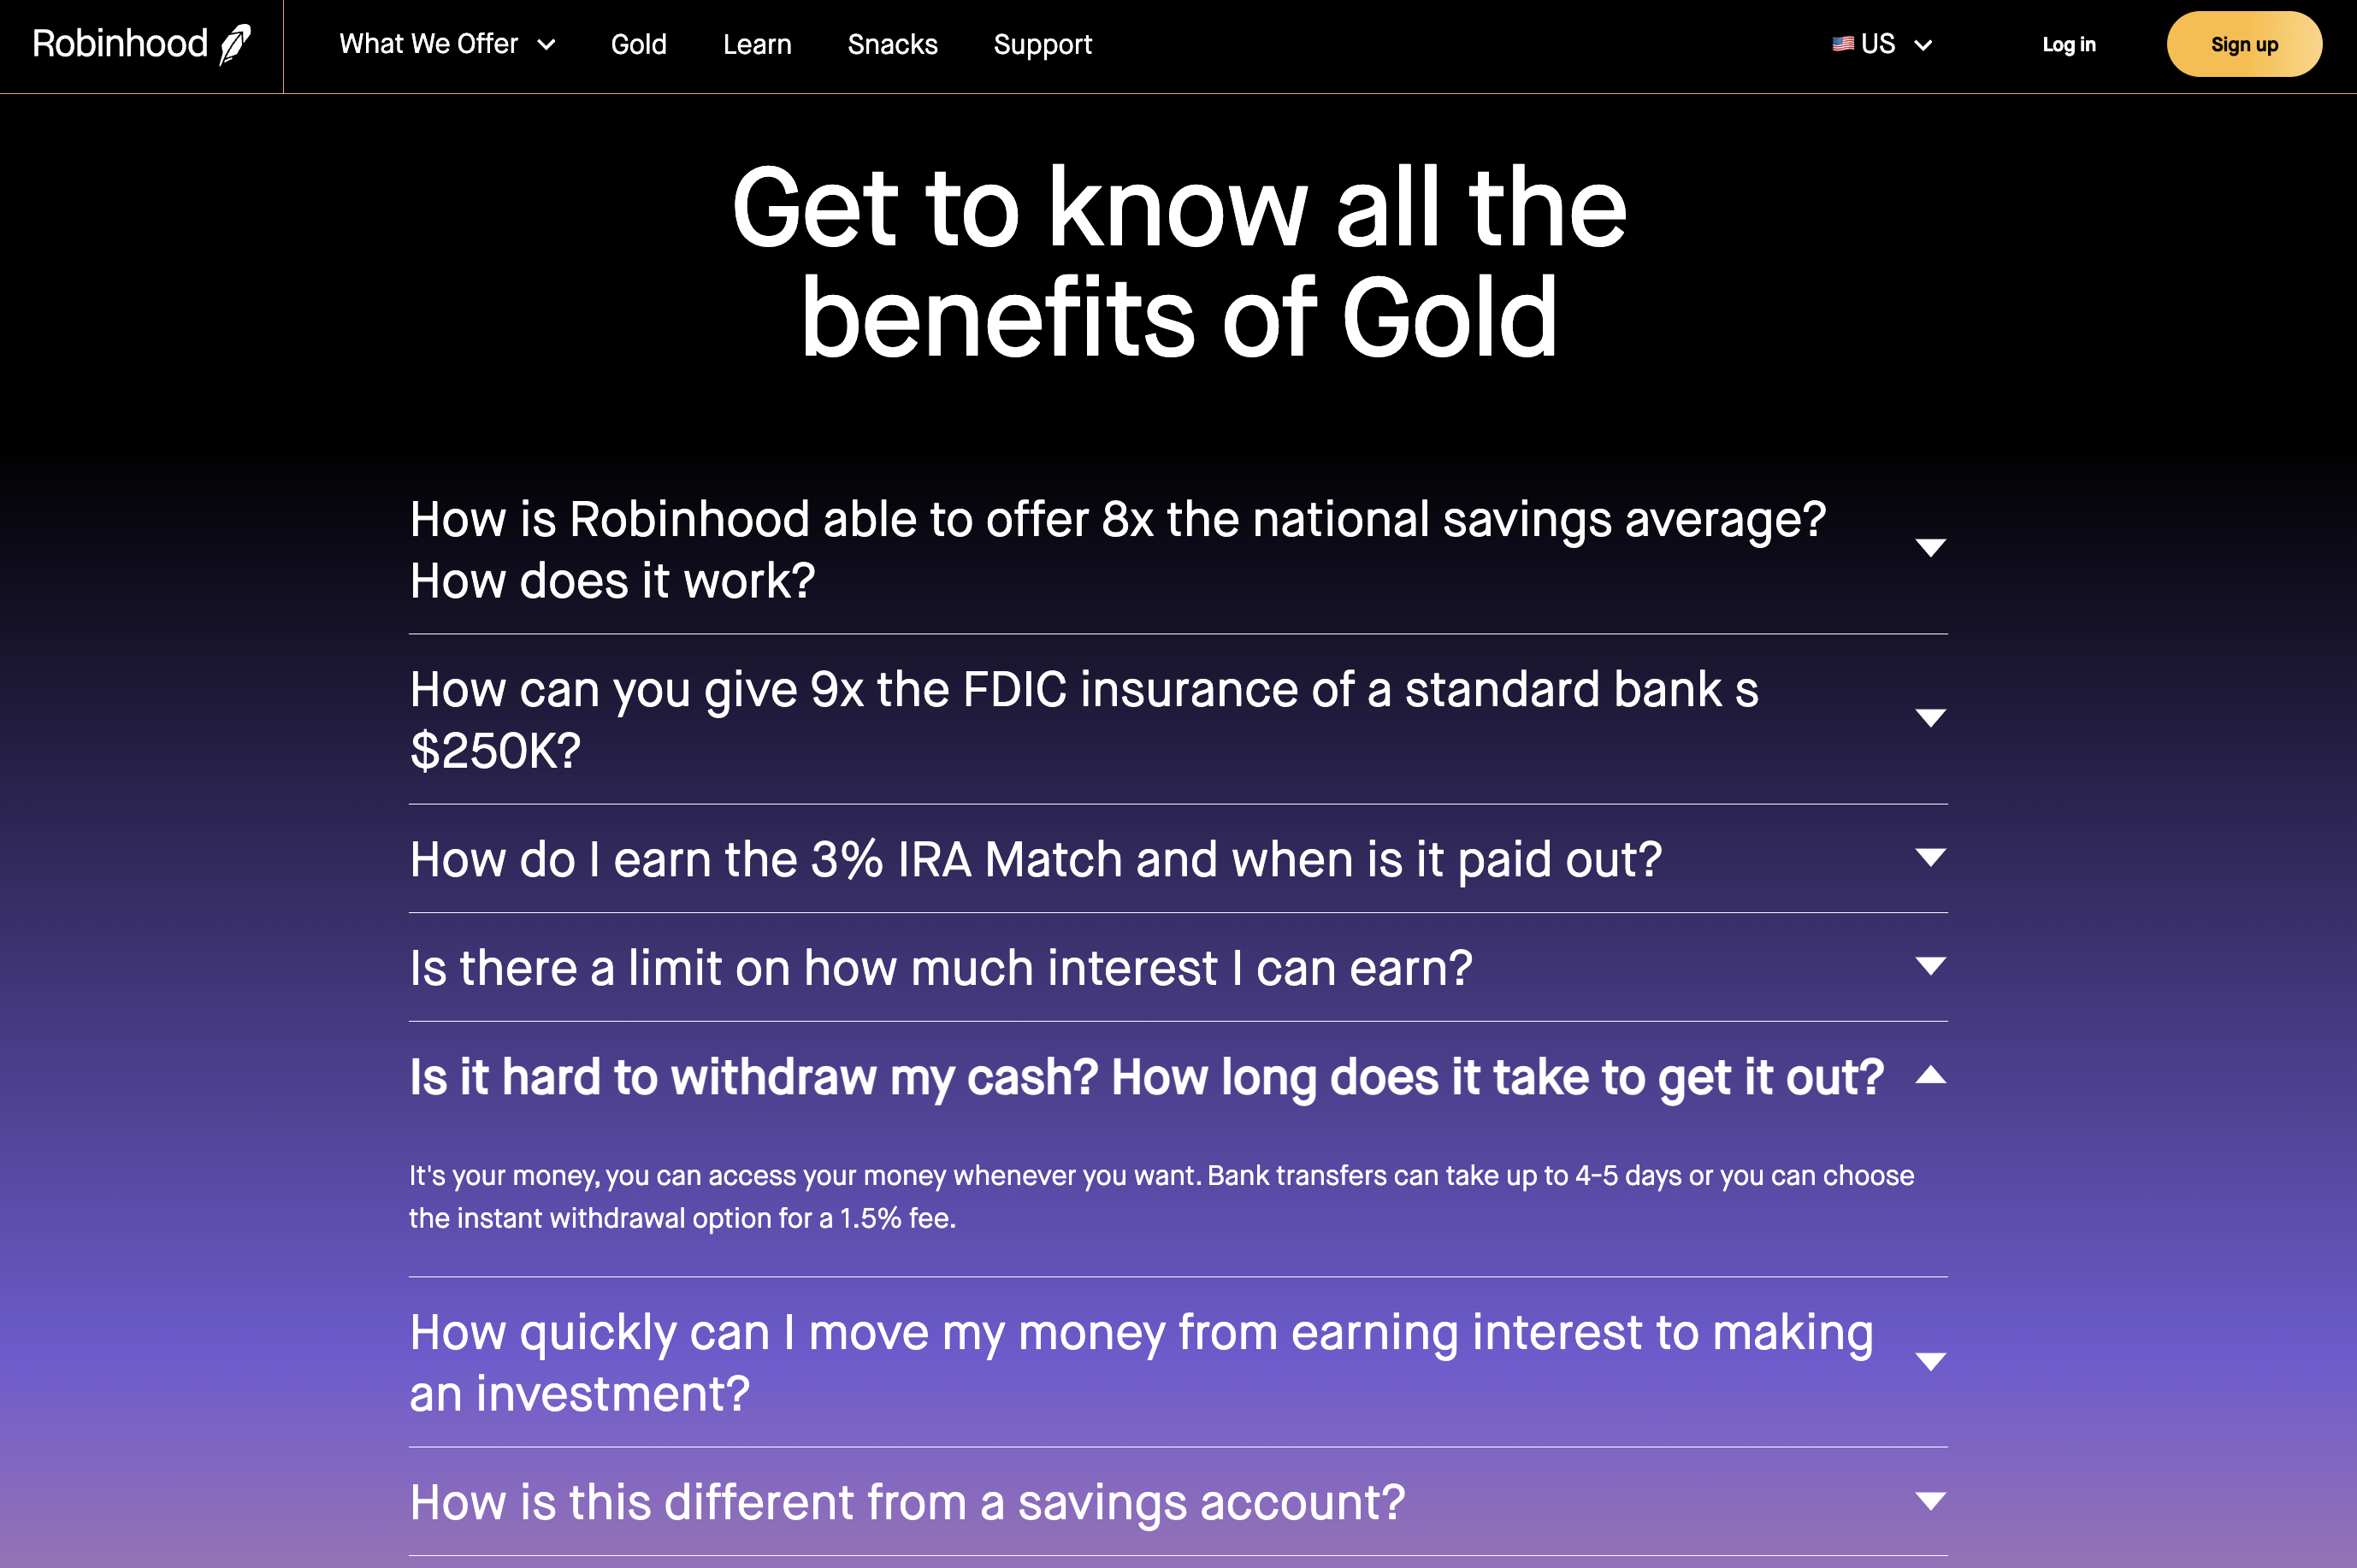 Robinhood
What We Offer
Gold
Learn
Snacks
Support
US
Log in
Sign up
Get to know all the
benefits of Gold
How is Robinhood able to offer 8x the national savings average?
How does it work?
How can you give 9x the FDIC insurance of a standard bank s
$250K?
How do I earn the 3% IRA Match and when is it paid out?
Is there a limit on how much interest I can earn?
Is it hard to withdraw my cash? How long does it take to get it out?
It's your money, you can access your money whenever you want. Bank transfers can take up to 4-5 days or you can choose
the instant withdrawal option for a 1.5% fee.
How quickly can I move my money from earning interest to making
an investment?
How is this different from a savings account?